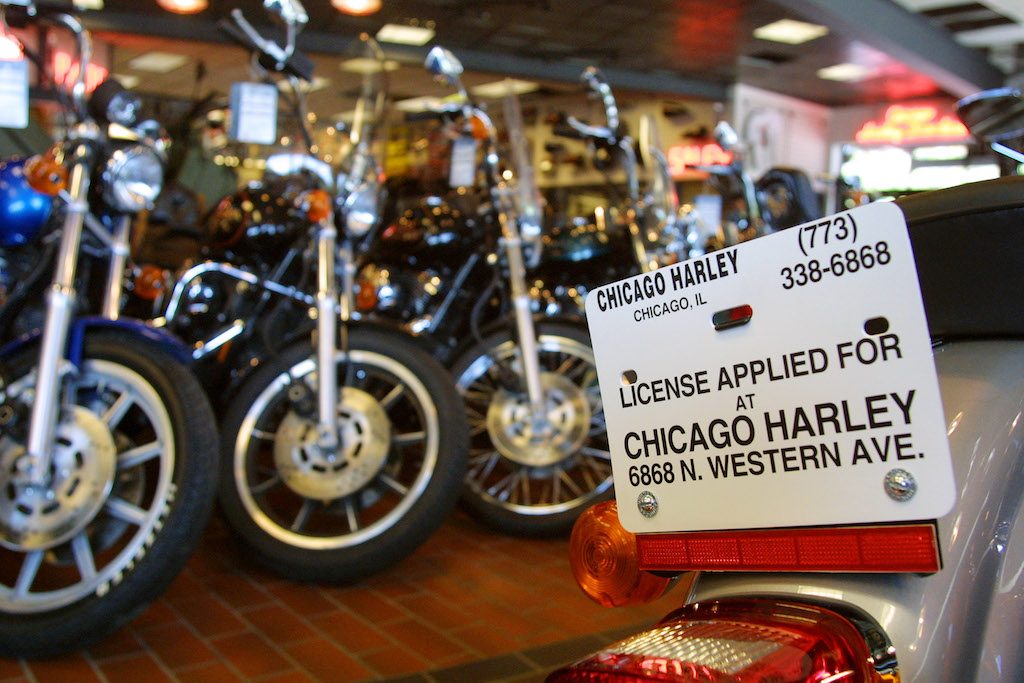 CHICAGO HARLEY
CHICAGO, IL
(773)
338-6868
LICENSE APPLIED FOR
AT
CHICAGO HARLEY
6868 N. WESTERN AVE.